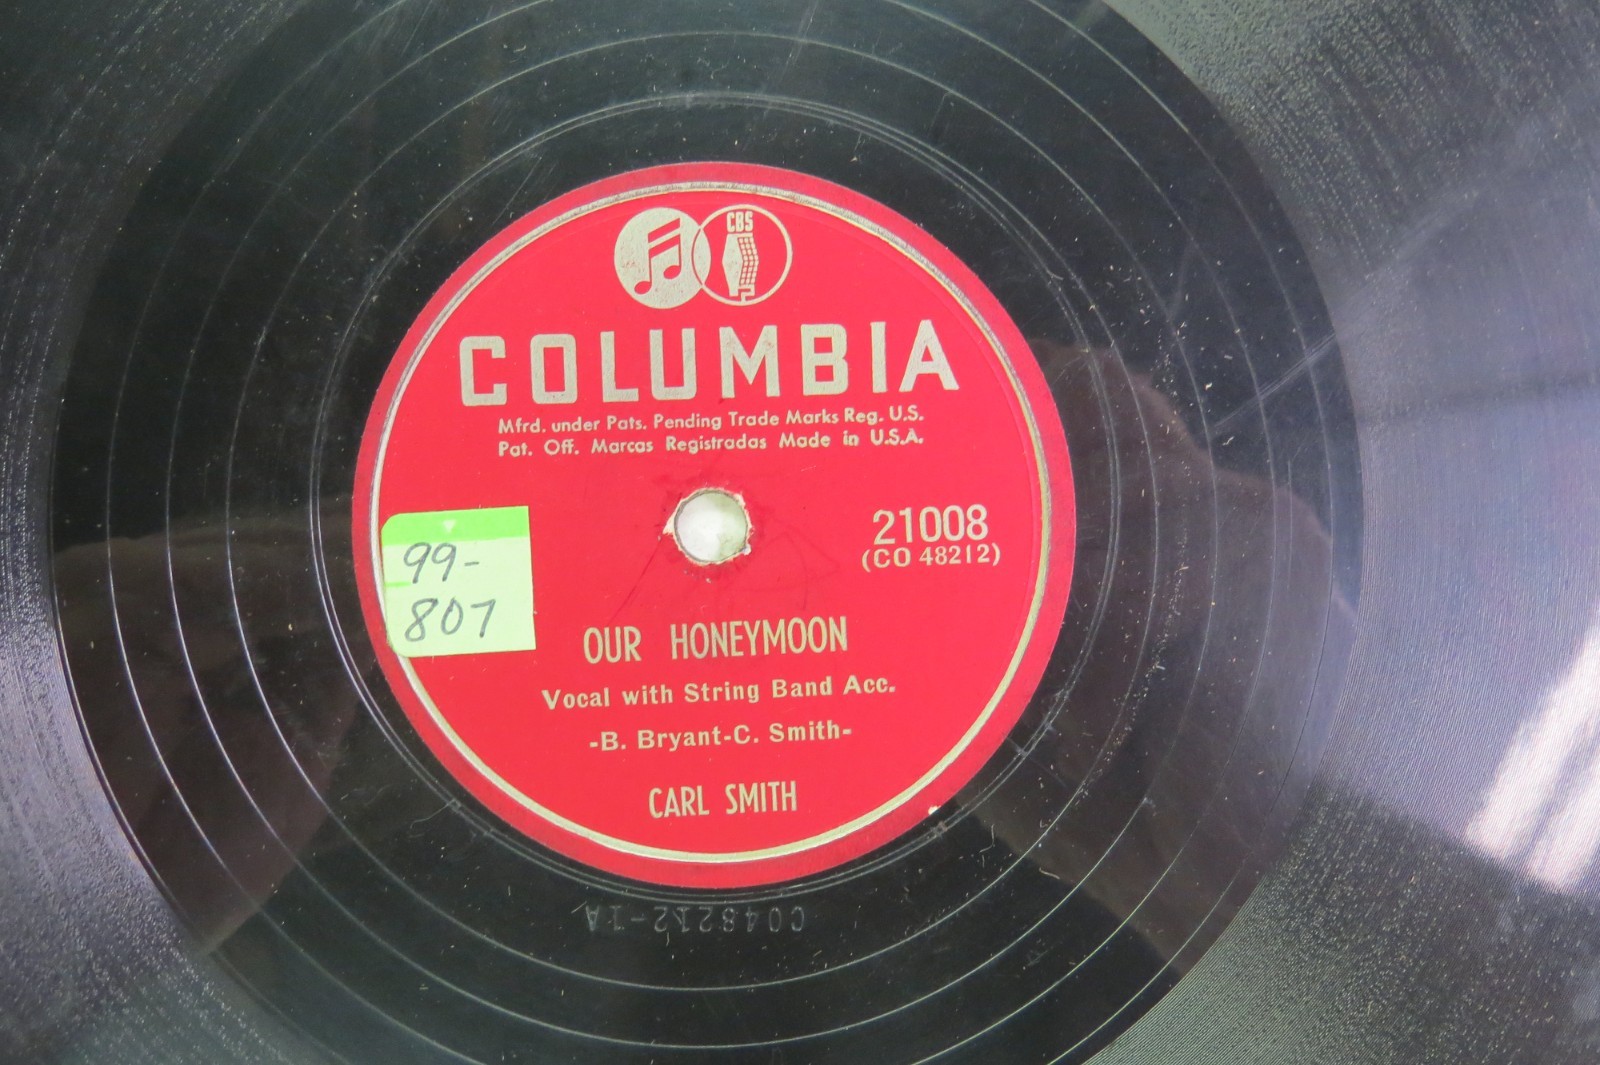 CBS
COLUMBIA
Mfrd. under Pats. Pending Trade Marks Reg. U.S.
Pat. Off. Marcas Registradas Made in U.S.A.
21008
(CO 48212)
99-
807
OUR HONEYMOON
Vocal with String Band Acc.
-B. Bryant-C. Smith-
CARL SMITH
CO48212-1A